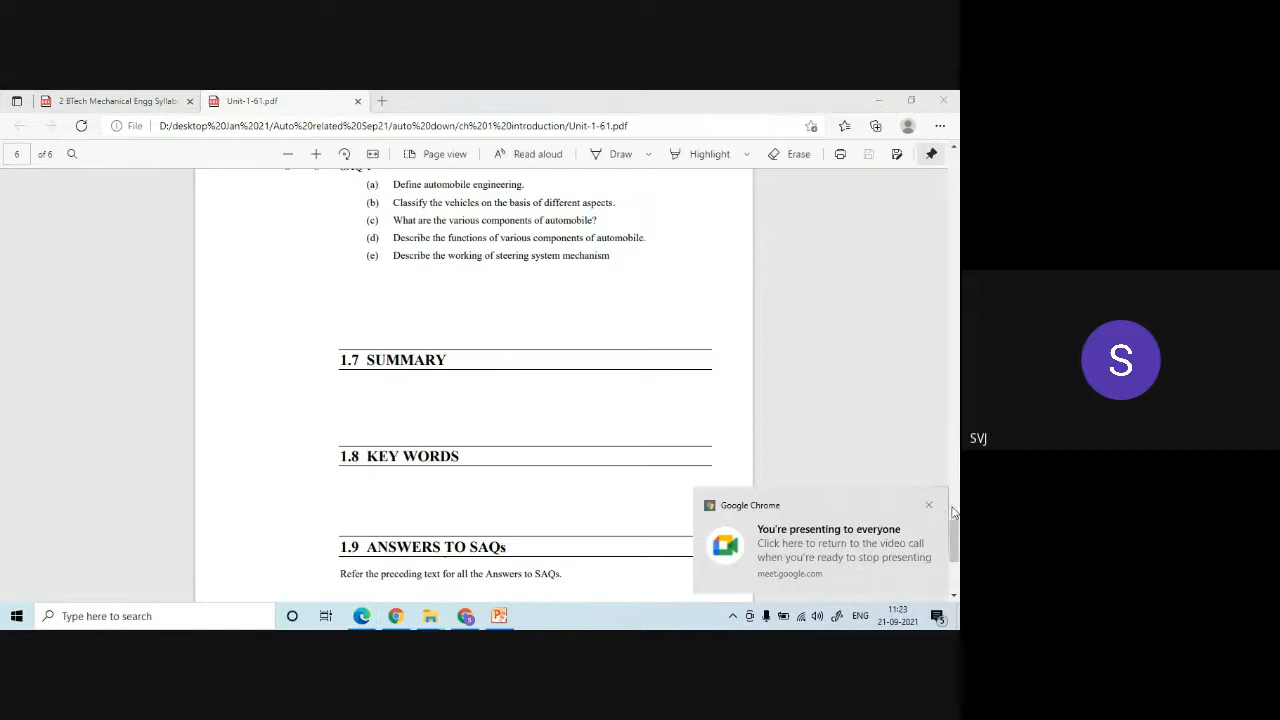 2 BTech Mechanical Engg Syllab
Unit-1-61.pdf
File
D:/desktop%20Jan%2021/Auto%20related%20Sep21/auto%20down/ch%201%20introduction/Unit-1-61.pdf
6 of 6
Page view
Read aloud
Draw
Highlight
Erase
(a) Define automobile engineering.
(b) Classify the vehicles on the basis of different aspects.
(c) What are the various components of automobile?
(d) Describe the functions of various components of automobile.
(e) Describe the working of steering system mechanism
1.7 SUMMARY
1.8 KEY WORDS
1.9 ANSWERS TO SAQs
Refer the preceding text for all the Answers to SAQs.
Google Chrome
You're presenting to everyone
Click here to return to the video call
when you're ready to stop presenting
meet.google.com
S
SVJ
Type here to search
ENG
11:23
21-09-2021
5